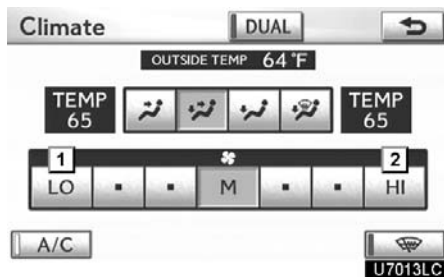 Climate DUAL
OUTSIDE TEMP 64°F
TEMP
65
TEMP
65
1 2
LO M HI
A/C
U7013LC